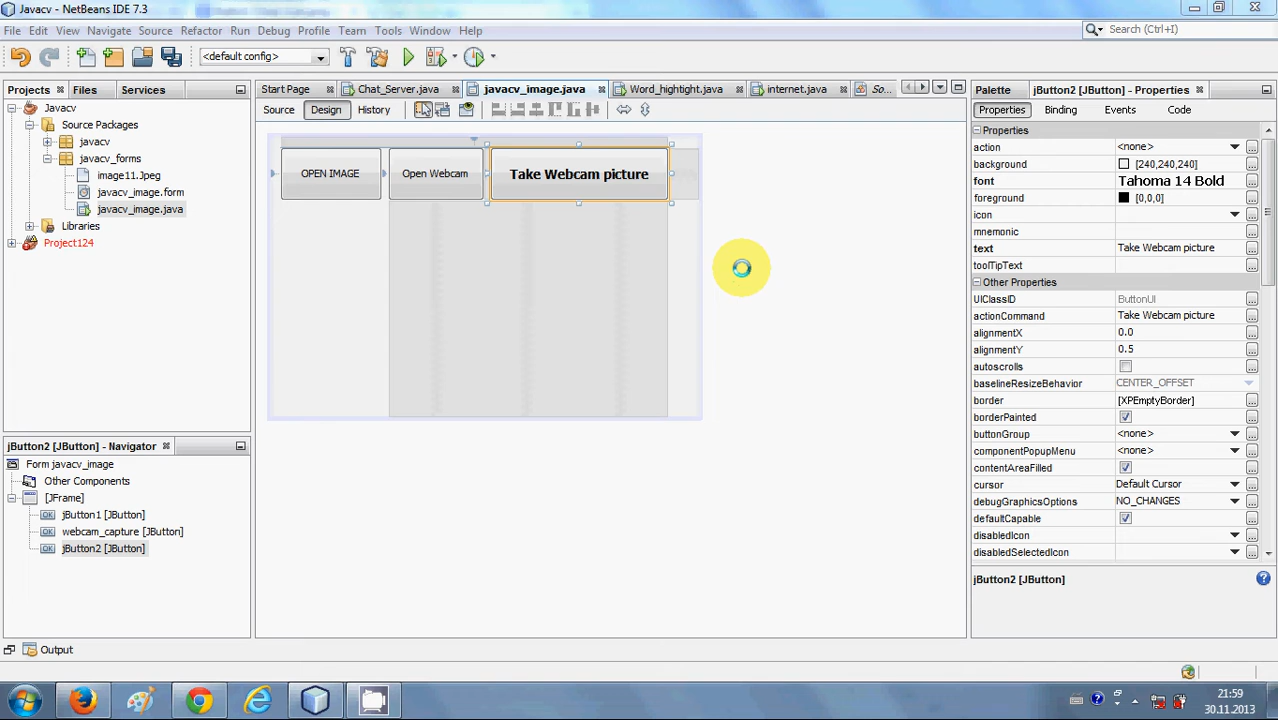 Javacv - NetBeans IDE 7.3
File Edit View Navigate Source Refactor Run Debug Profile Team Tools Window Help
Search (Ctrl+I)
<default config>
Projects Files Services
Start Page Chat_Server.java javacv_image.java Word_hightight.java internet.java So...
Palette jButton2 [JButton] - Properties
Source Design History
Properties Binding Events Code
Javacv
Source Packages
javacv
javacv_forms
image11.Jpeg
javacv_image.form
javacv_image.java
Libraries
Project124
OPEN IMAGE Open Webcam Take Webcam picture
Properties
action <none>
background [240,240,240]
font Tahoma 14 Bold
foreground [0,0,0]
icon
mnemonic
text Take Webcam picture
toolTipText
Other Properties
UIClassID ButtonUI
actionCommand Take Webcam picture
alignmentX 0.0
alignmentY 0.5
autoscrolls
baselineResizeBehavior CENTER_OFFSET
border [XPEmptyBorder]
borderPainted
buttonGroup <none>
componentPopupMenu <none>
contentAreaFilled
cursor Default Cursor
debugGraphicsOptions NO_CHANGES
defaultCapable
disabledIcon
disabledSelectedIcon
jButton2 [JButton]
jButton2 [JButton] - Navigator
Form javacv_image
Other Components
[JFrame]
jButton1 [JButton]
webcam_capture [JButton]
jButton2 [JButton]
Output
21:59
30.11.2013